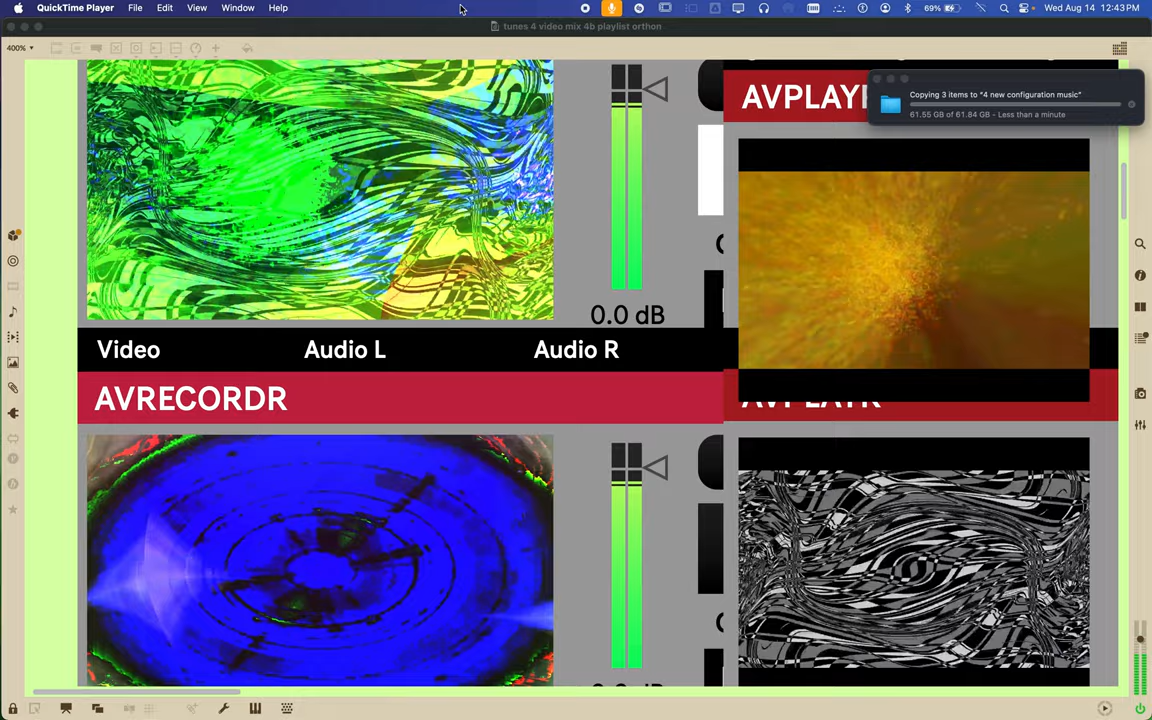 QuickTime Player File Edit View Window Help 69% Wed Aug 14 12:43 PM
tunes 4 video mix 4b playlist orthon
400%
Copying 3 items to "4 new configuration music"
61.55 GB of 61.84 GB - Less than a minute
0.0 dB
Video Audio L Audio R
AVRECORDR